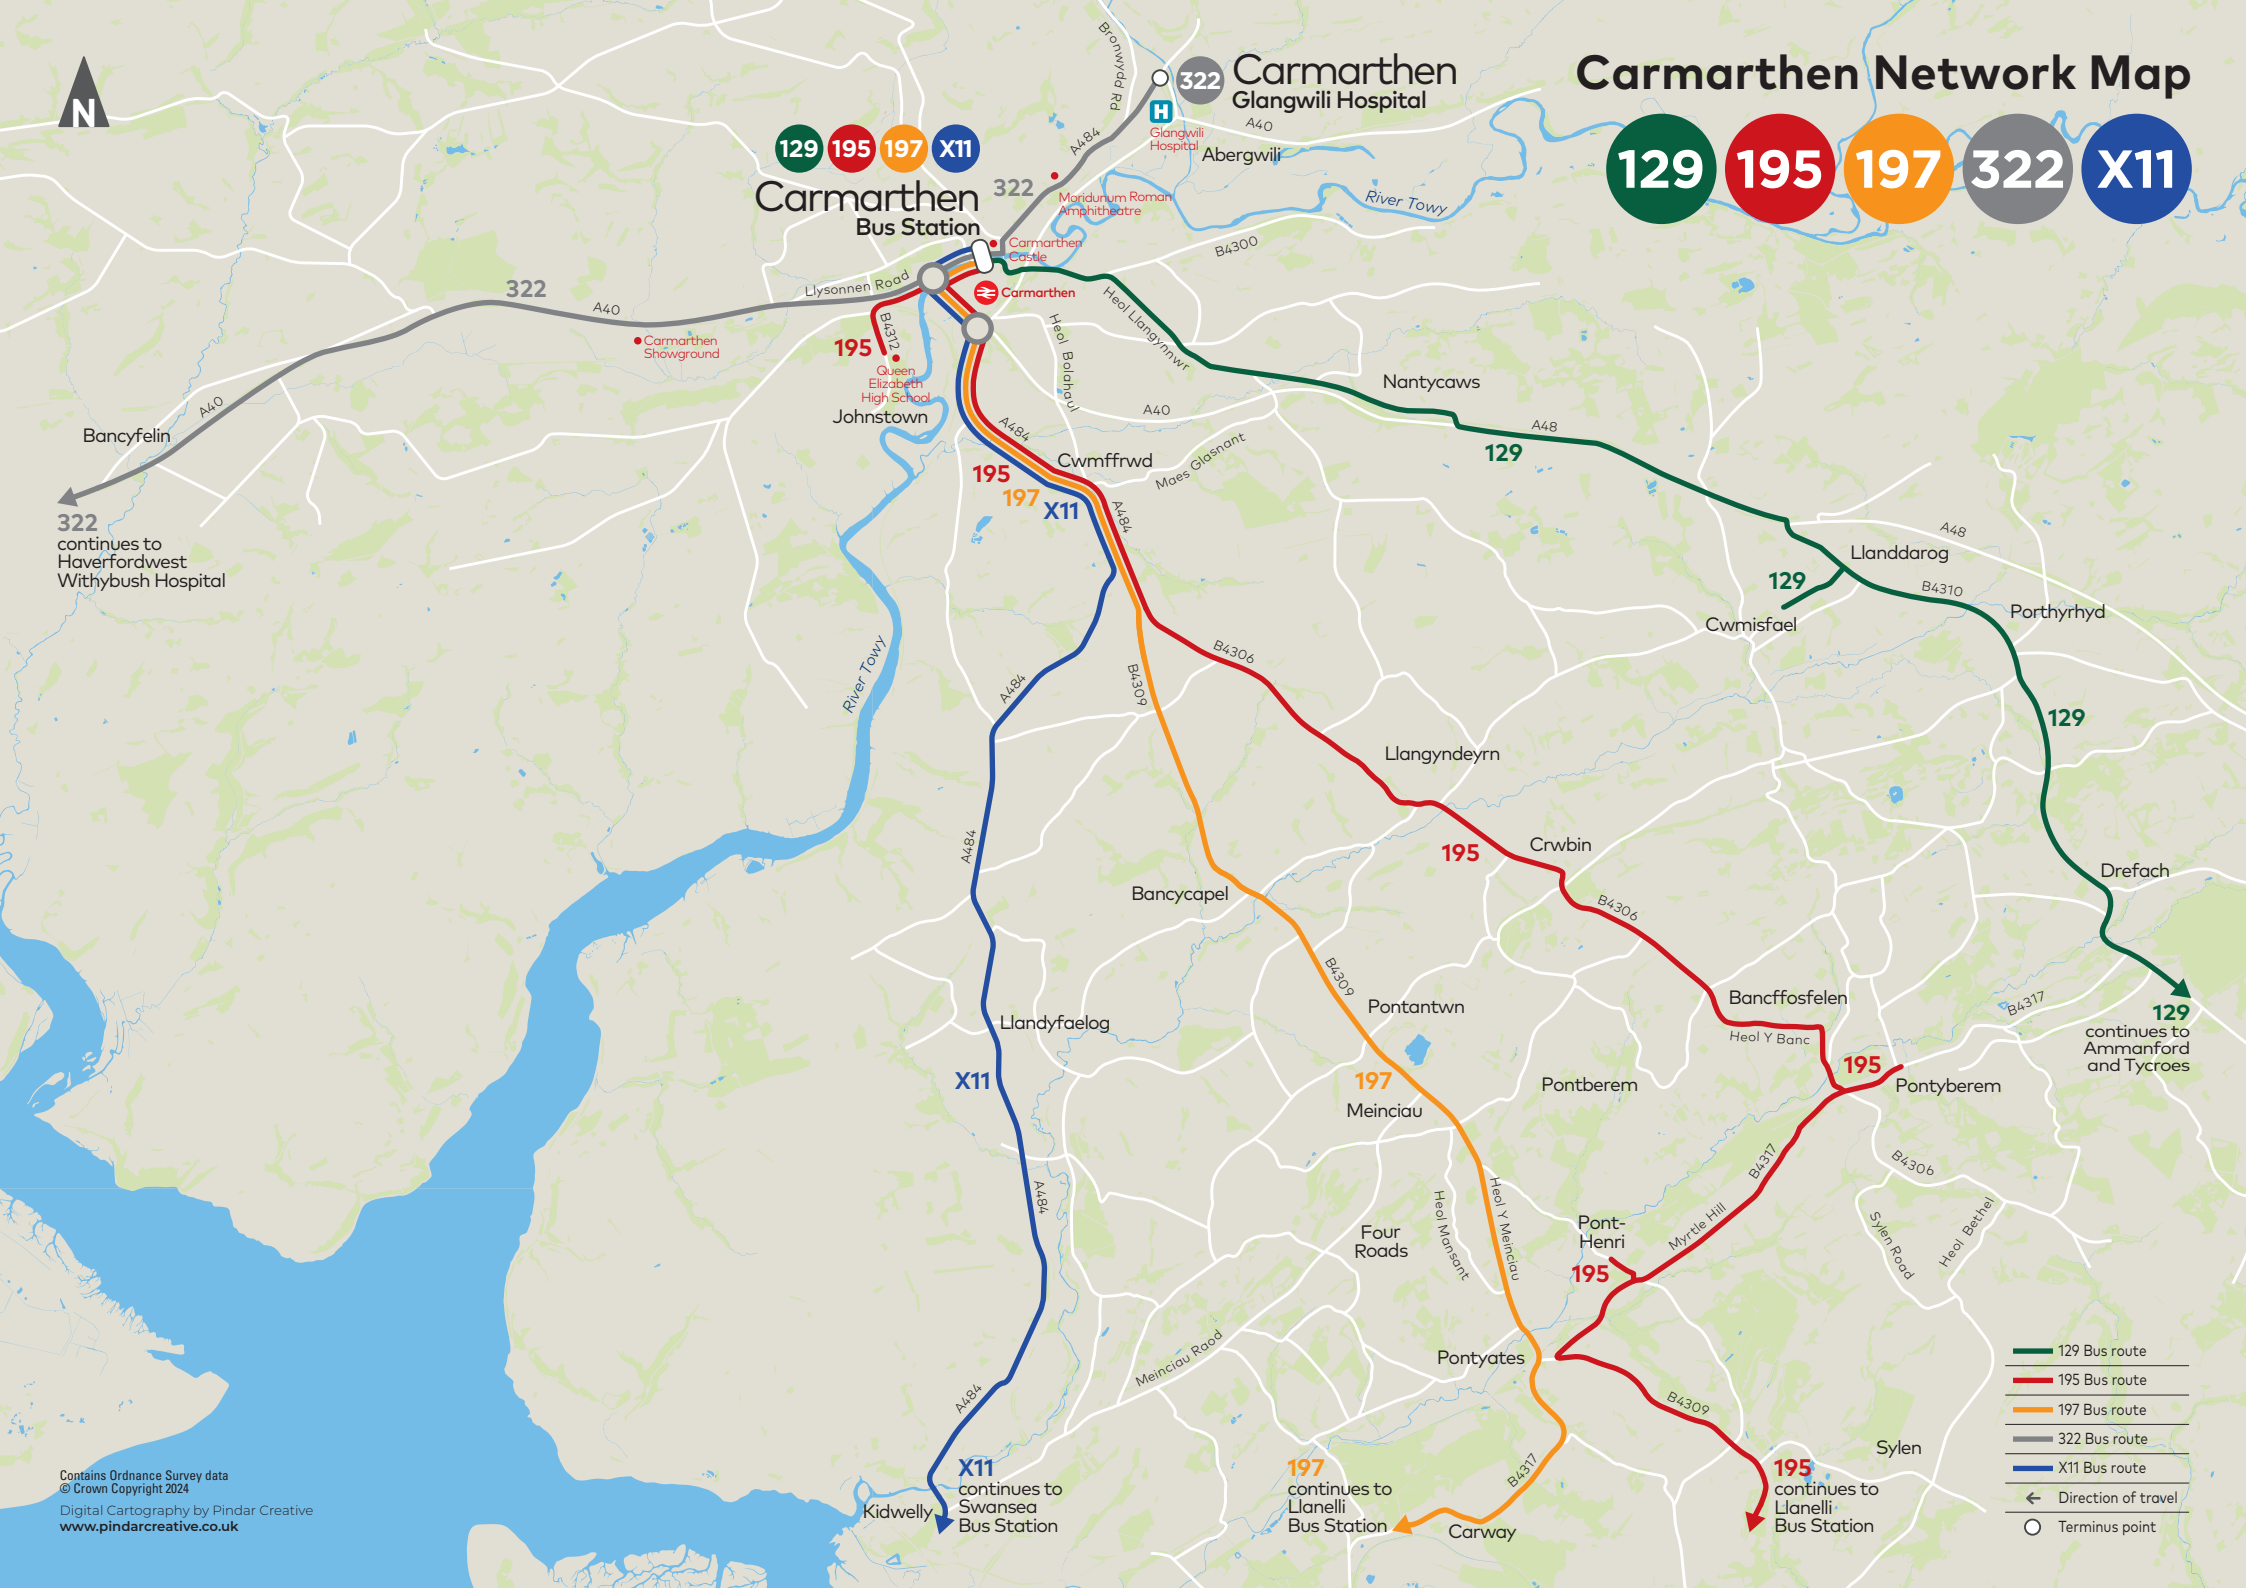 Carmarthen Network Map
129 195 197 322 X11
N
322
Carmarthen
Glangwili Hospital
H
Glangwili
Hospital
Bronwydd Rd
A484
A40
Abergwili
129 195 197 X11
Carmarthen
Bus Station
322
Moridunum Roman
Amphitheatre
River Towy
Carmarthen
Castle
B4300
Llysonnen Road
Carmarthen
322
A40
Carmarthen
Showground
B4312
195
Queen
Elizabeth
High School
Johnstown
Heol Llangynnwr
Heol Bolahaul
Nantycaws
A40
A40
Bancyfelin
322
continues to
Haverfordwest
Withybush Hospital
A484
Cwmffrwd
Maes Glasnant
195
197
X11
A484
A48
129
A48
Llanddarog
129
B4310
Cwmisfael
Porthyrhyd
River Towy
B4306
B4309
A484
129
Llangyndeyrn
A484
195
Crwbin
Drefach
Bancycapel
B4306
B4309
Pontantwn
Bancffosfelen
Heol Y Banc
B4317
129
continues to
Ammanford
and Tycroes
Llandyfaelog
X11
197
Meinciau
Pontberem
195
Pontyberem
B4317
B4306
A484
Heol Mansant
Heol Y Meinciau
Four
Roads
Pont-
Henri
195
Myrtle Hill
Sylen Road
Heol Bethel
Meinciau Raod
Pontyates
B4309
A484
Sylen
B4317
X11
continues to
Swansea
Bus Station
Kidwelly
197
continues to
Llanelli
Bus Station
Carway
195
continues to
Llanelli
Bus Station
129 Bus route
195 Bus route
197 Bus route
322 Bus route
X11 Bus route
Direction of travel
Terminus point
Contains Ordnance Survey data
© Crown Copyright 2024
Digital Cartography by Pindar Creative
www.pindarcreative.co.uk